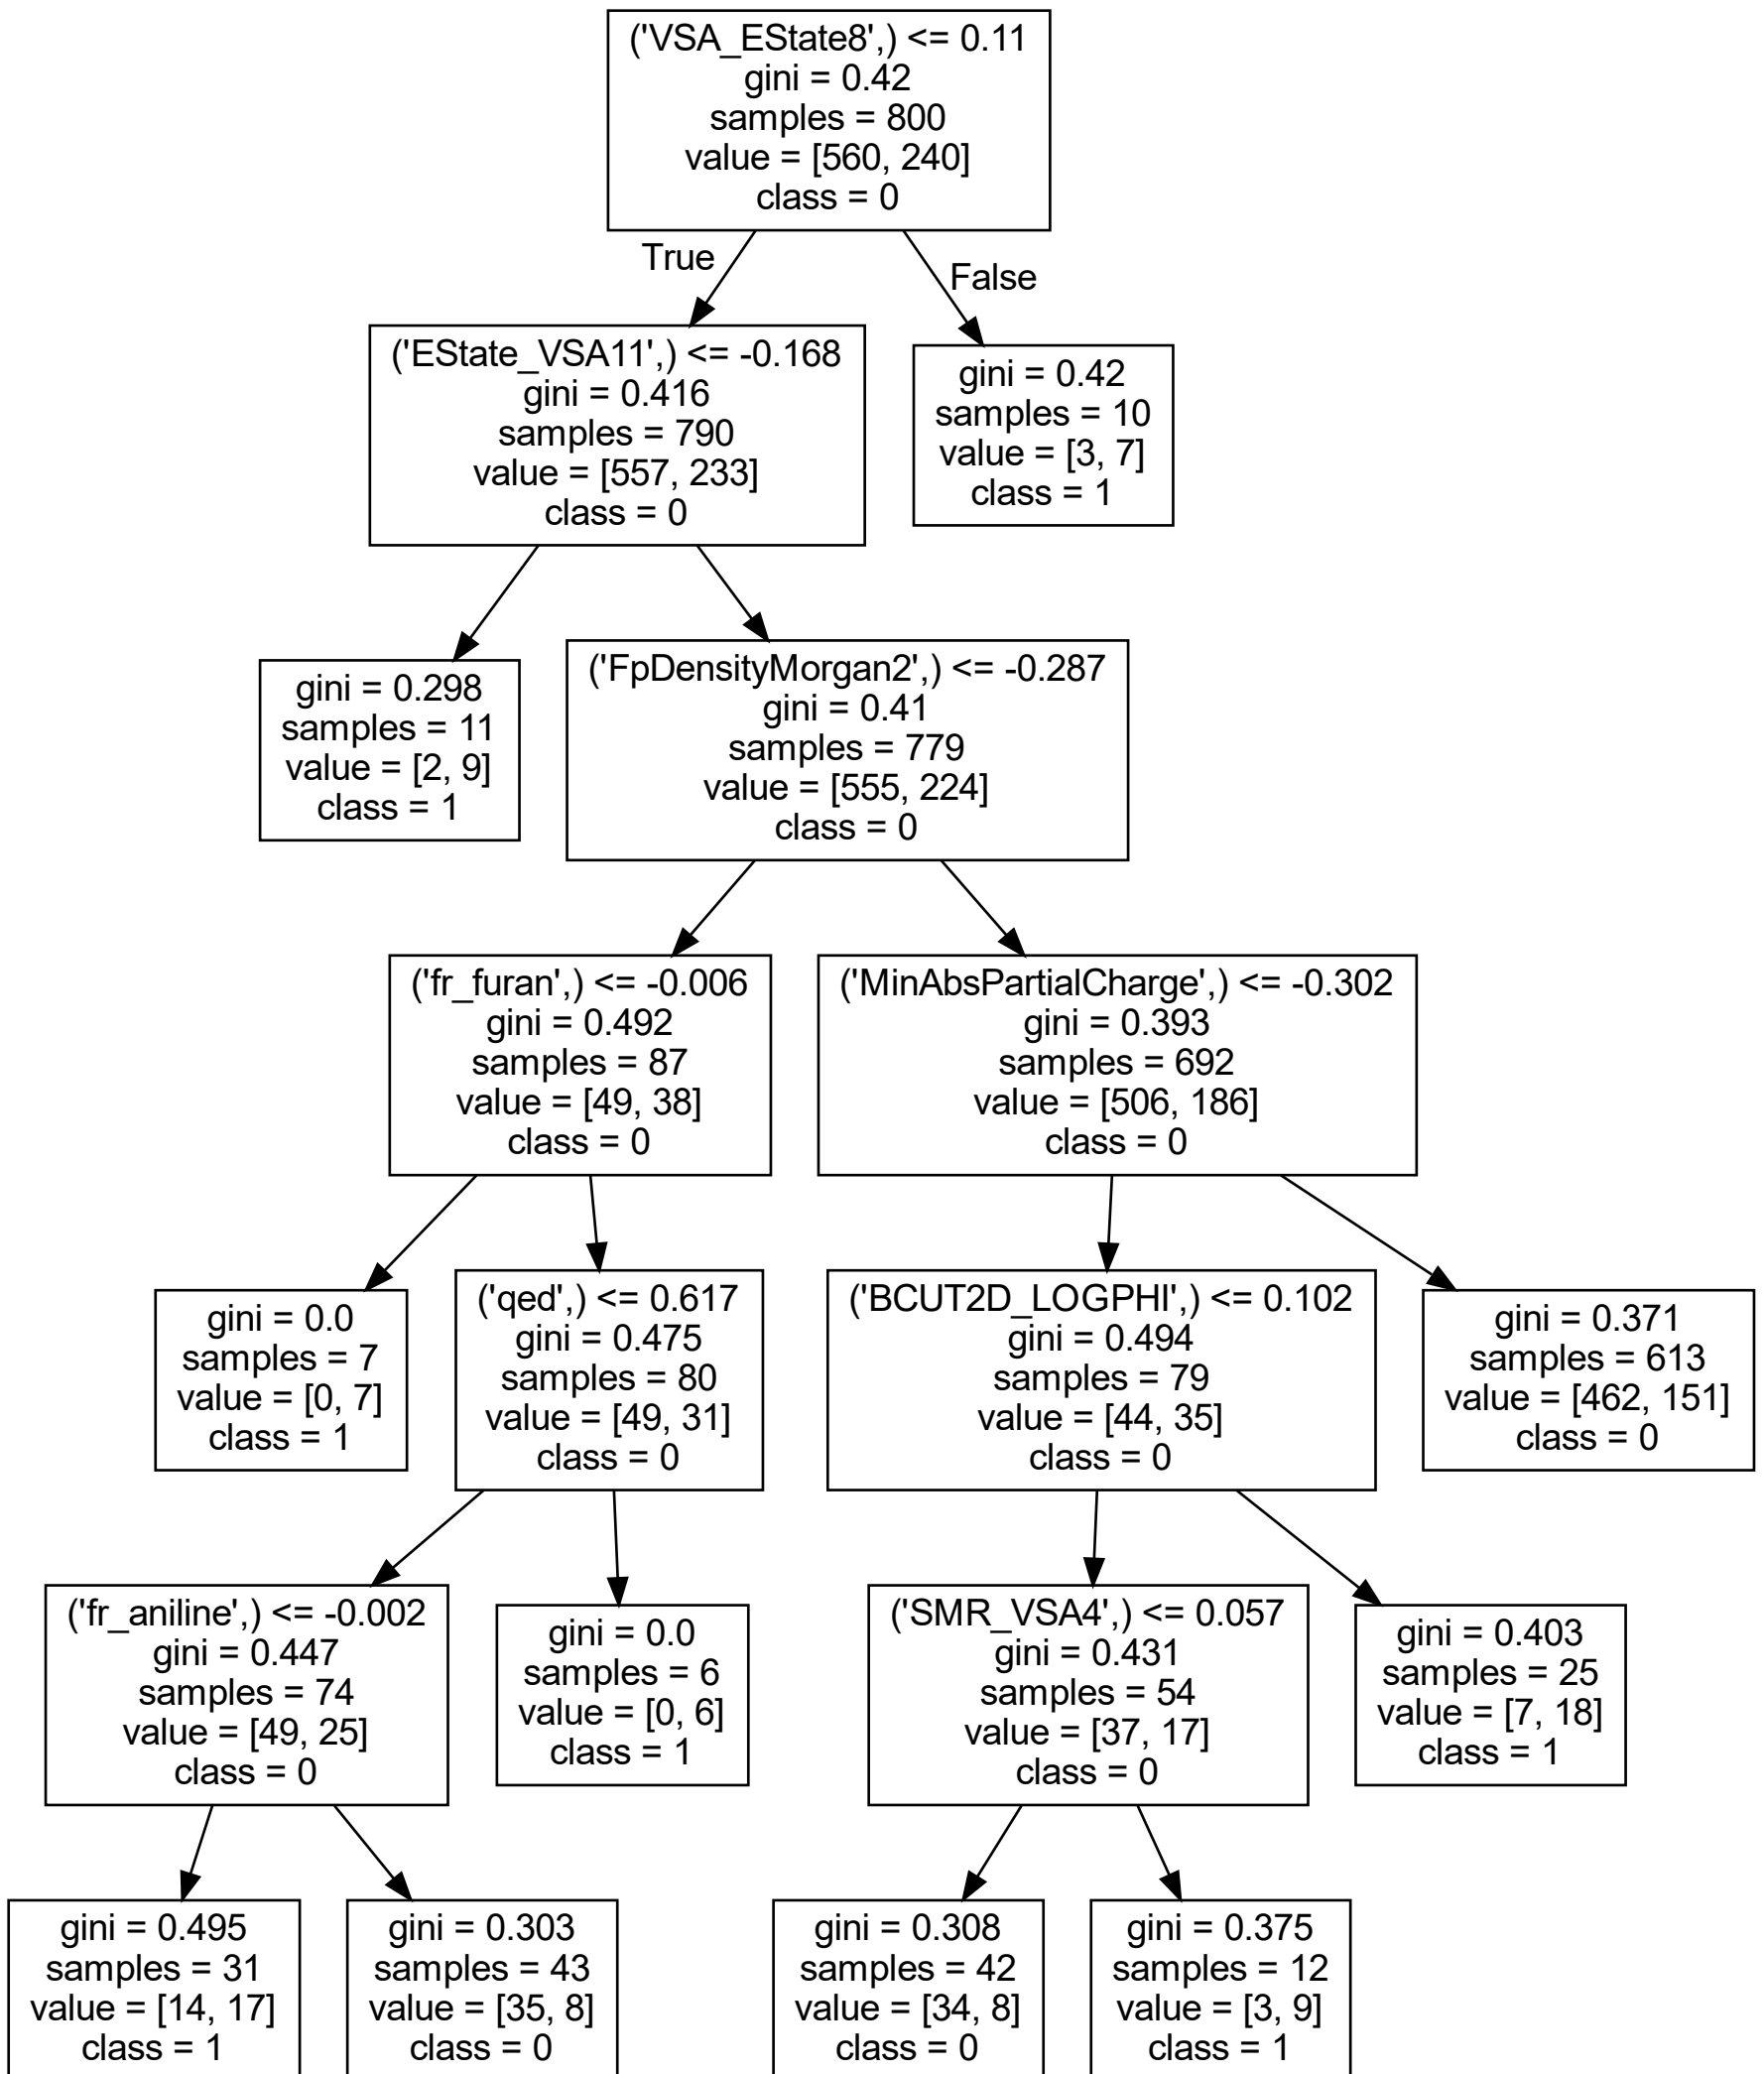 ('VSA_EState8',) <= 0.11
gini = 0.42
samples = 800
value = [560, 240]
class = 0
True
False
('EState_VSA11',) <= -0.168
gini = 0.416
samples = 790
value = [557, 233]
class = 0
gini = 0.42
samples = 10
value = [3, 7]
class = 1
gini = 0.298
samples = 11
value = [2, 9]
class = 1
('FpDensityMorgan2',) <= -0.287
gini = 0.41
samples = 779
value = [555, 224]
class = 0
('fr_furan',) <= -0.006
gini = 0.492
samples = 87
value = [49, 38]
class = 0
('MinAbsPartialCharge',) <= -0.302
gini = 0.393
samples = 692
value = [506, 186]
class = 0
gini = 0.0
samples = 7
value = [0, 7]
class = 1
('qed',) <= 0.617
gini = 0.475
samples = 80
value = [49, 31]
class = 0
('BCUT2D_LOGPHI',) <= 0.102
gini = 0.494
samples = 79
value = [44, 35]
class = 0
gini = 0.371
samples = 613
value = [462, 151]
class = 0
('fr_aniline',) <= -0.002
gini = 0.447
samples = 74
value = [49, 25]
class = 0
gini = 0.0
samples = 6
value = [0, 6]
class = 1
('SMR_VSA4',) <= 0.057
gini = 0.431
samples = 54
value = [37, 17]
class = 0
gini = 0.403
samples = 25
value = [7, 18]
class = 1
gini = 0.495
samples = 31
value = [14, 17]
class = 1
gini = 0.303
samples = 43
value = [35, 8]
class = 0
gini = 0.308
samples = 42
value = [34, 8]
class = 0
gini = 0.375
samples = 12
value = [3, 9]
class = 1